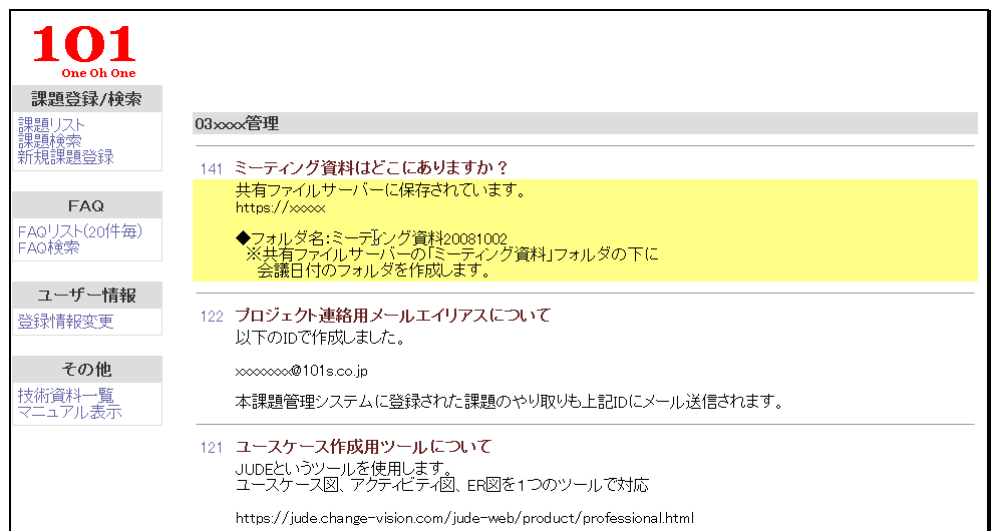 101
One Oh One
課題登録/検索
課題リスト
課題検索
新規課題登録
FAQ
FAQリスト(20件毎)
FAQ検索
ユーザー情報
登録情報変更
その他
技術資料一覧
マニュアル表示
03xxxx管理
141 ミーティング資料はどこにありますか？
共有ファイルサーバーに保存されています。
https://xxxxx
◆フォルダ名:ミーティング資料20081002
※共有ファイルサーバーの「ミーティング資料」フォルダの下に
会議日付のフォルダを作成します。
122 プロジェクト連絡用メールエイリアスについて
以下のIDで作成しました。
xxxxxxxx@101s.co.jp
本課題管理システムに登録された課題のやり取りも上記IDにメール送信されます。
121 ユースケース作成用ツールについて
JUDEというツールを使用します。
ユースケース図、アクティビティ図、ER図を1つのツールで対応
https://jude.change-vision.com/jude-web/product/professional.html